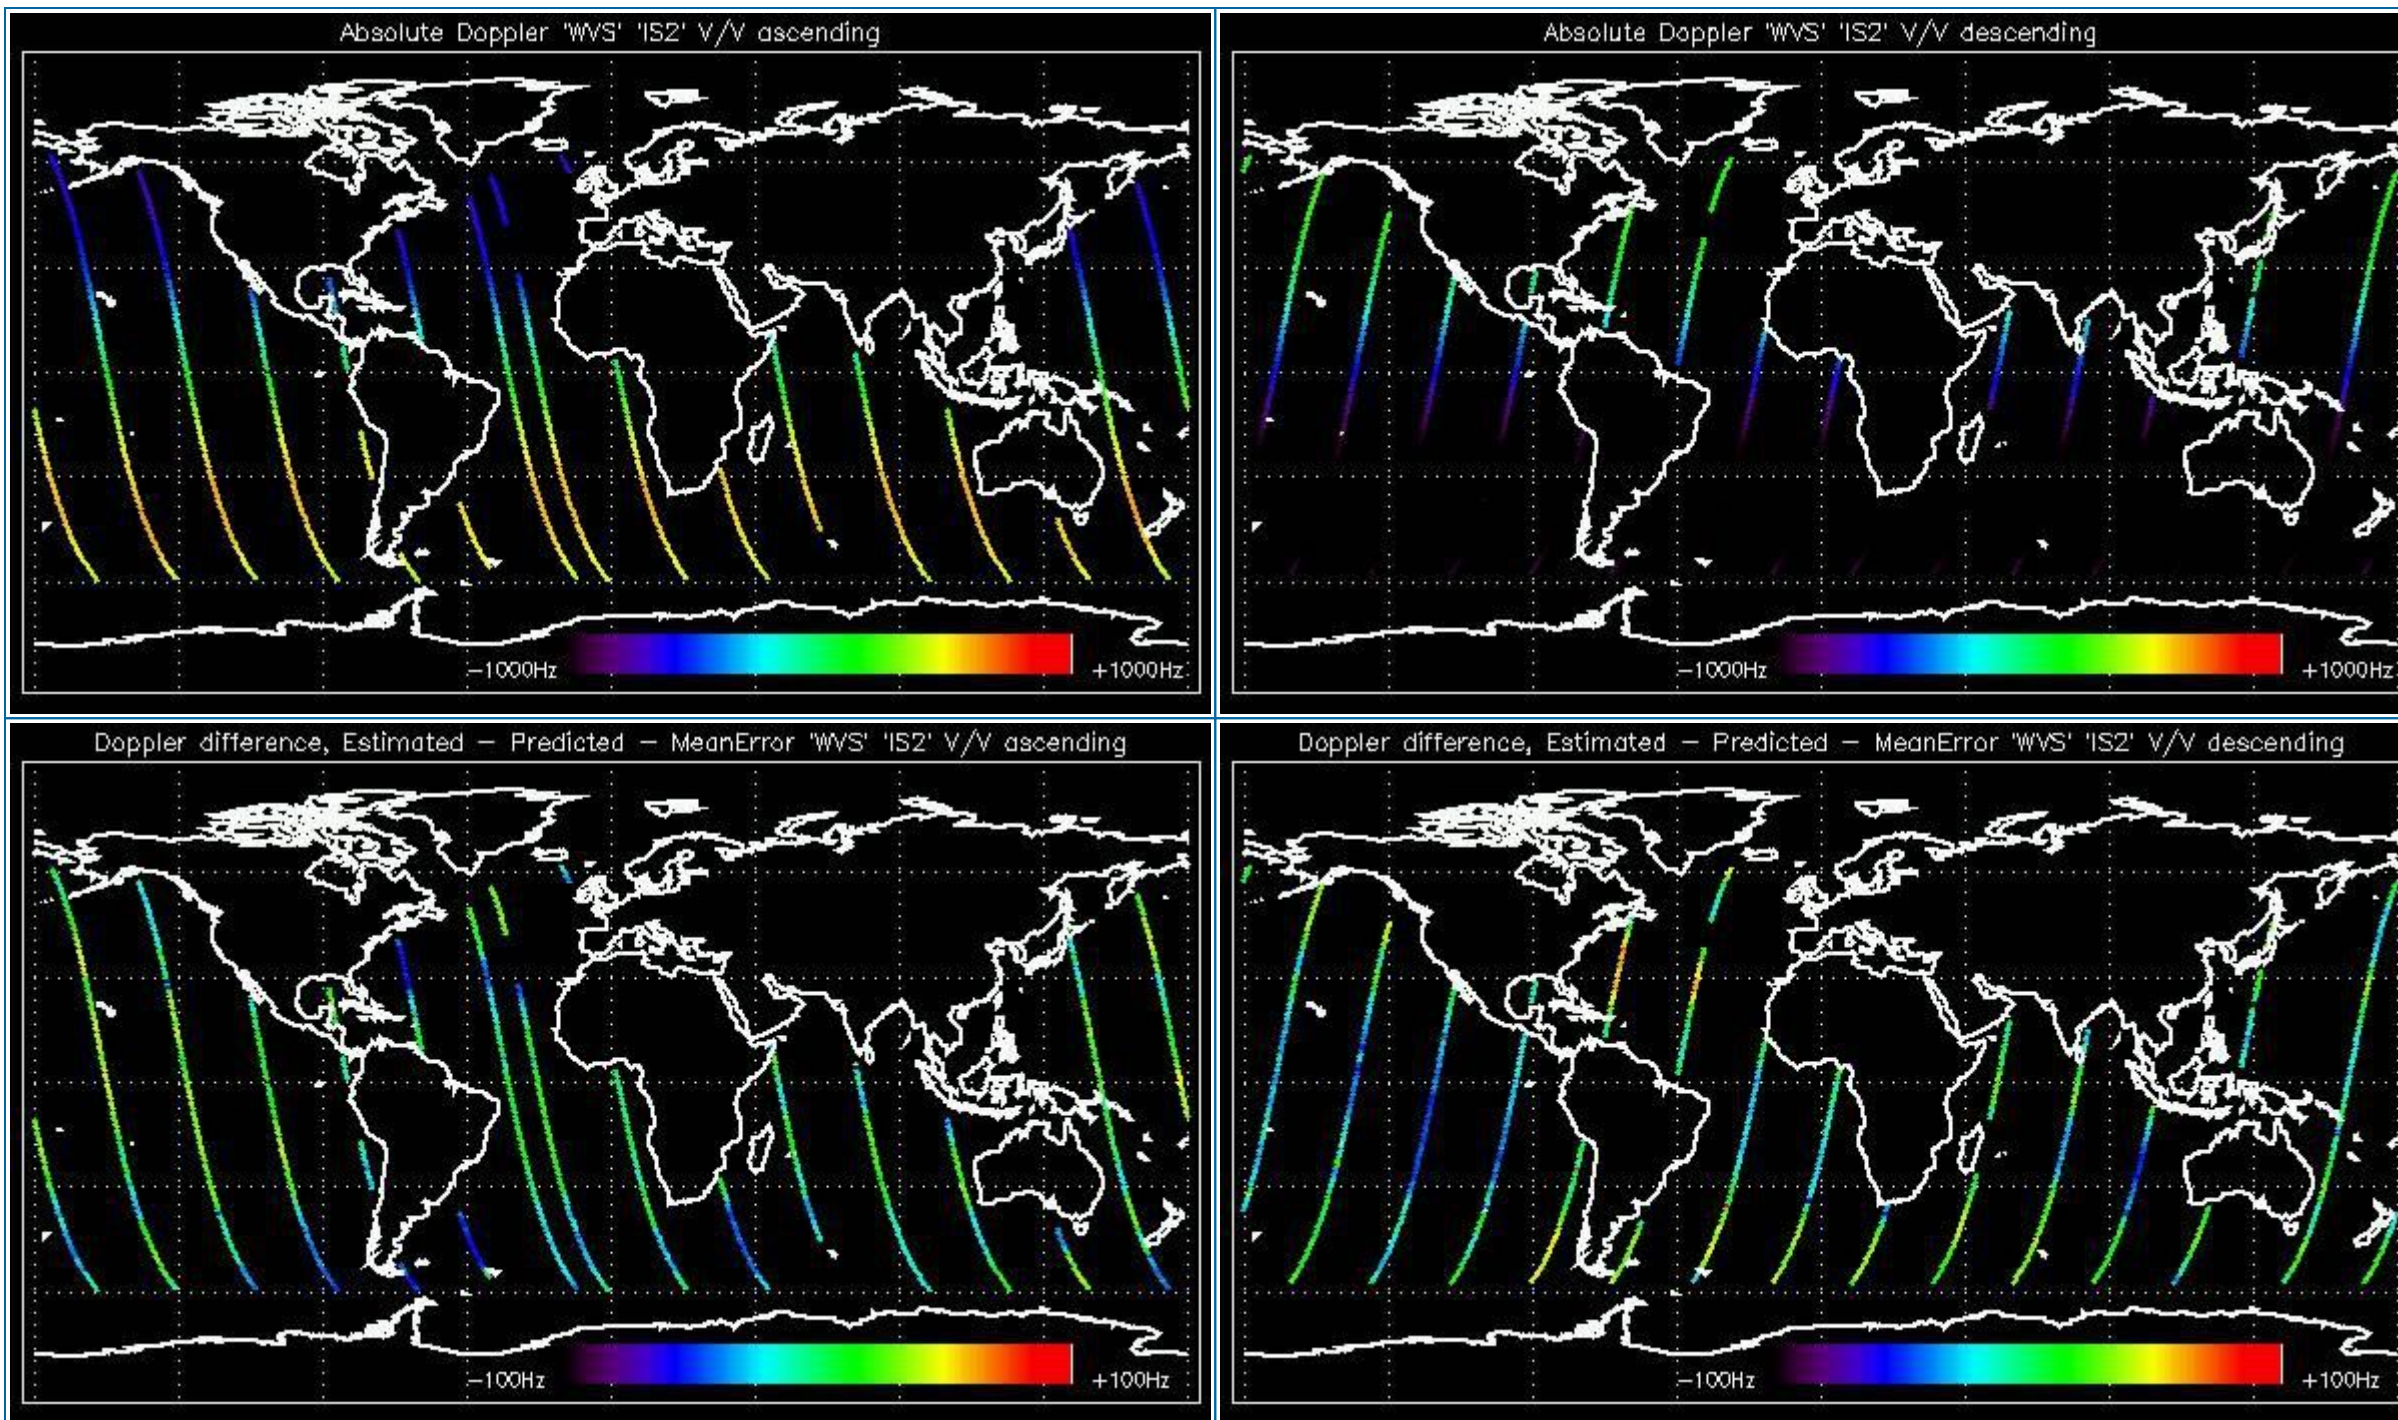 Absolute Doppler 'WVS' 'IS2' V/V ascending
-1000Hz
+1000Hz
Absolute Doppler 'WVS' 'IS2' V/V descending
-1000Hz
+1000Hz
Doppler difference, Estimated - Predicted - MeanError 'WVS' 'IS2' V/V ascending
-100Hz
+100Hz
Doppler difference, Estimated - Predicted - MeanError 'WVS' 'IS2' V/V descending
-100Hz
+100Hz